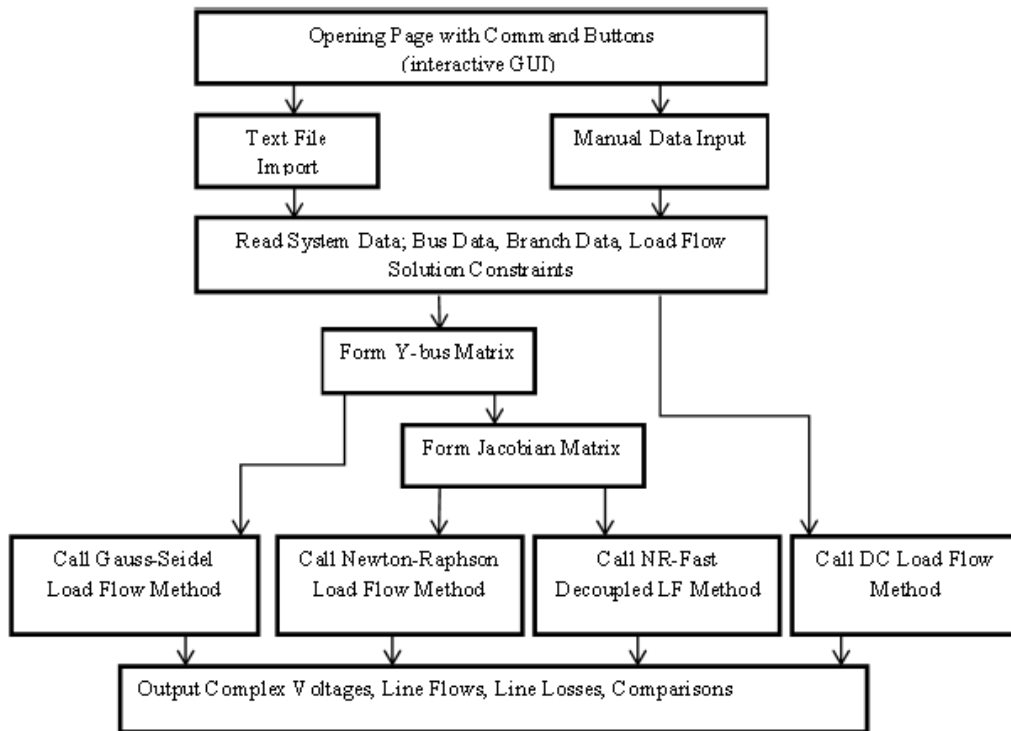 Opening Page with Command Buttons
(interactive GUI)
Text File
Import
Manual Data Input
Read System Data; Bus Data, Branch Data, Load Flow
Solution Constraints
Form Y-bus Matrix
Form Jacobian Matrix
Call Gauss-Seidel
Load Flow Method
Call Newton-Raphson
Load Flow Method
Call NR-Fast
Decoupled LF Method
Call DC Load Flow
Method
Output Complex Voltages, Line Flows, Line Losses, Comparisons